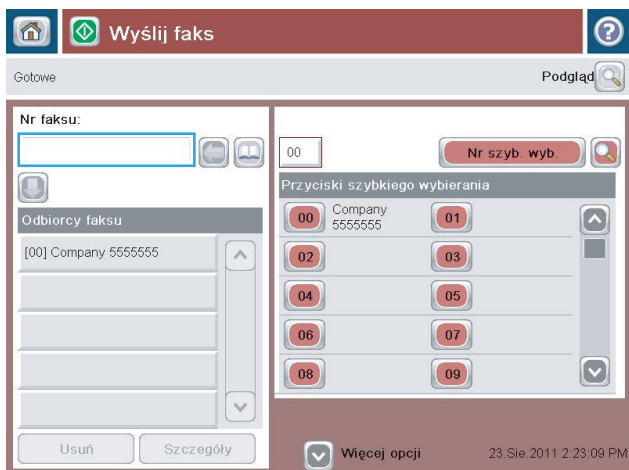 Wyślij faks
?
Gotowe
Podgląd
Nr faksu:
00
Nr szyb. wyb.
Przyciski szybkiego wybierania
Odbiorcy faksu
[00] Company 5555555
00
Company
5555555
01
02
03
04
05
06
07
08
09
Usuń
Szczegóły
Więcej opcji
23.Sie.2011 2:23:09 PM